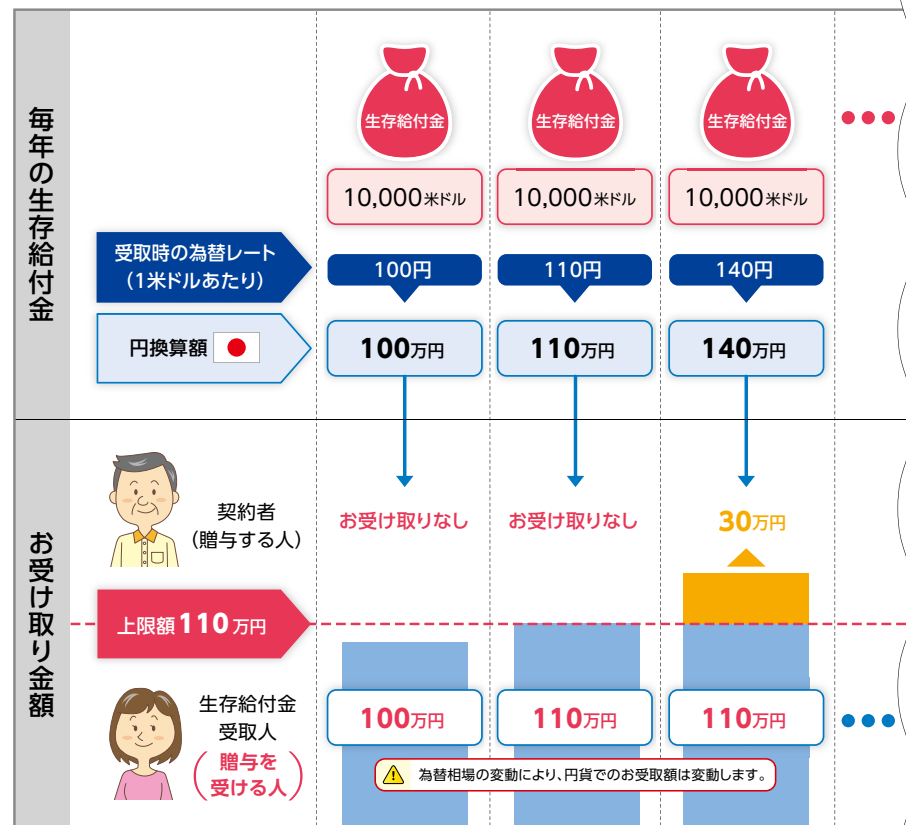 毎年の生存給付金
生存給付金
生存給付金
生存給付金
10,000米ドル
10,000米ドル
10,000米ドル
受取時の為替レート
(1米ドルあたり)
100円
110円
140円
円換算額
100万円
110万円
140万円
お受け取り金額
契約者
(贈与する人)
お受け取りなし
お受け取りなし
30万円
上限額110万円
生存給付金
受取人
(贈与を
受ける人)
100万円
110万円
110万円
為替相場の変動により、円貨でのお受取額は変動します。